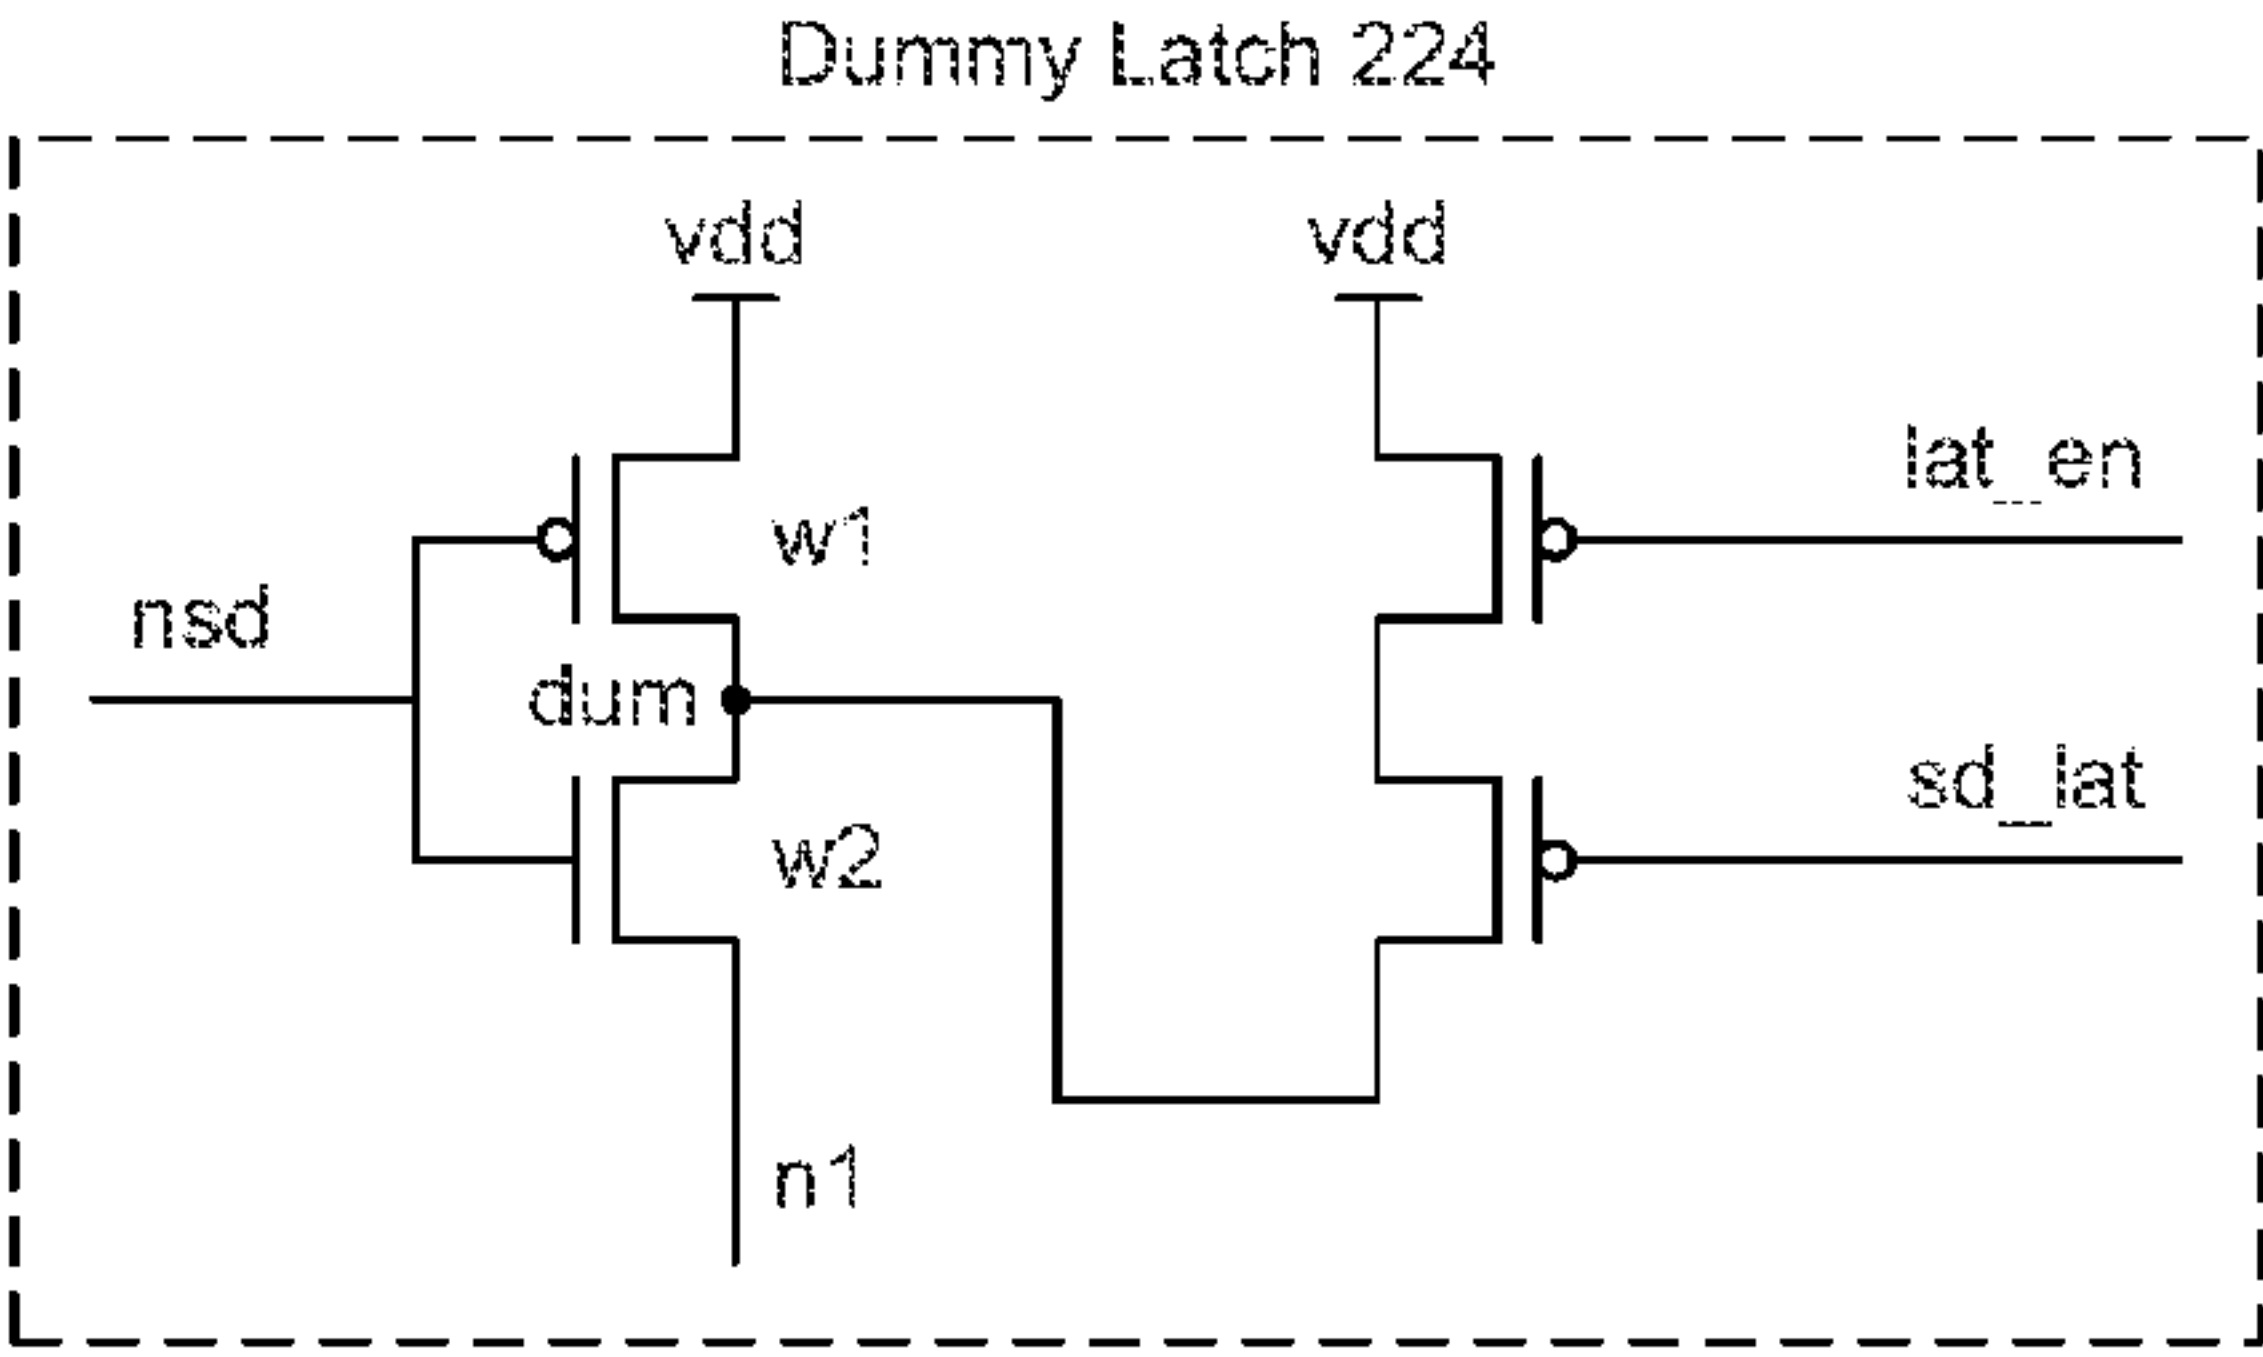 Dummy Latch 224
vdd
vdd
w1
lat_en
nsd
dum
w2
sd_lat
n1